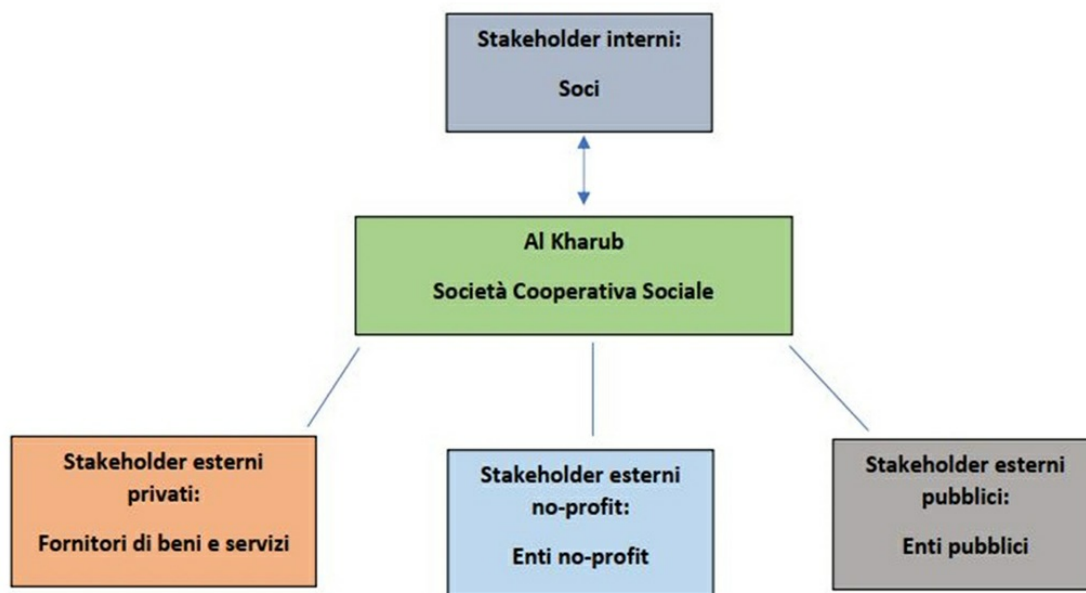 Stakeholder interni:
Soci
Al Kharub
Società Cooperativa Sociale
Stakeholder esterni
privati:
Fornitori di beni e servizi
Stakeholder esterni
no-profit:
Enti no-profit
Stakeholder esterni
pubblici:
Enti pubblici